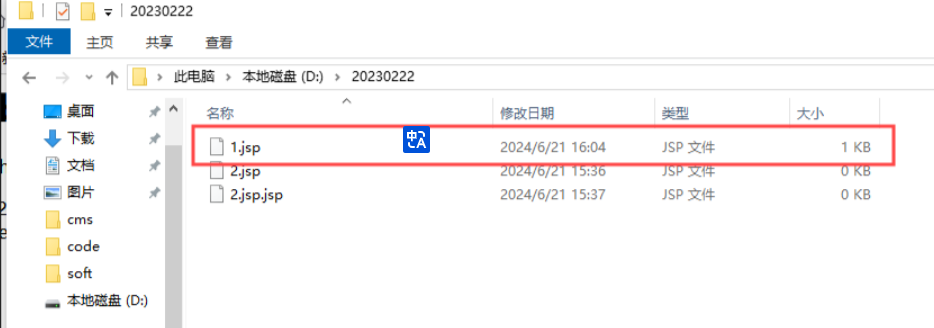 20230222
文件 主页 共享 查看
此电脑 本地磁盘 (D:) 20230222
名称 修改日期 类型 大小
桌面
下载
文档
图片
cms
code
soft
本地磁盘 (D:)
1.jsp 2024/6/21 16:04 JSP 文件 1 KB
2.jsp 2024/6/21 15:36 JSP 文件 0 KB
2.jsp.jsp 2024/6/21 15:37 JSP 文件 0 KB
中 A